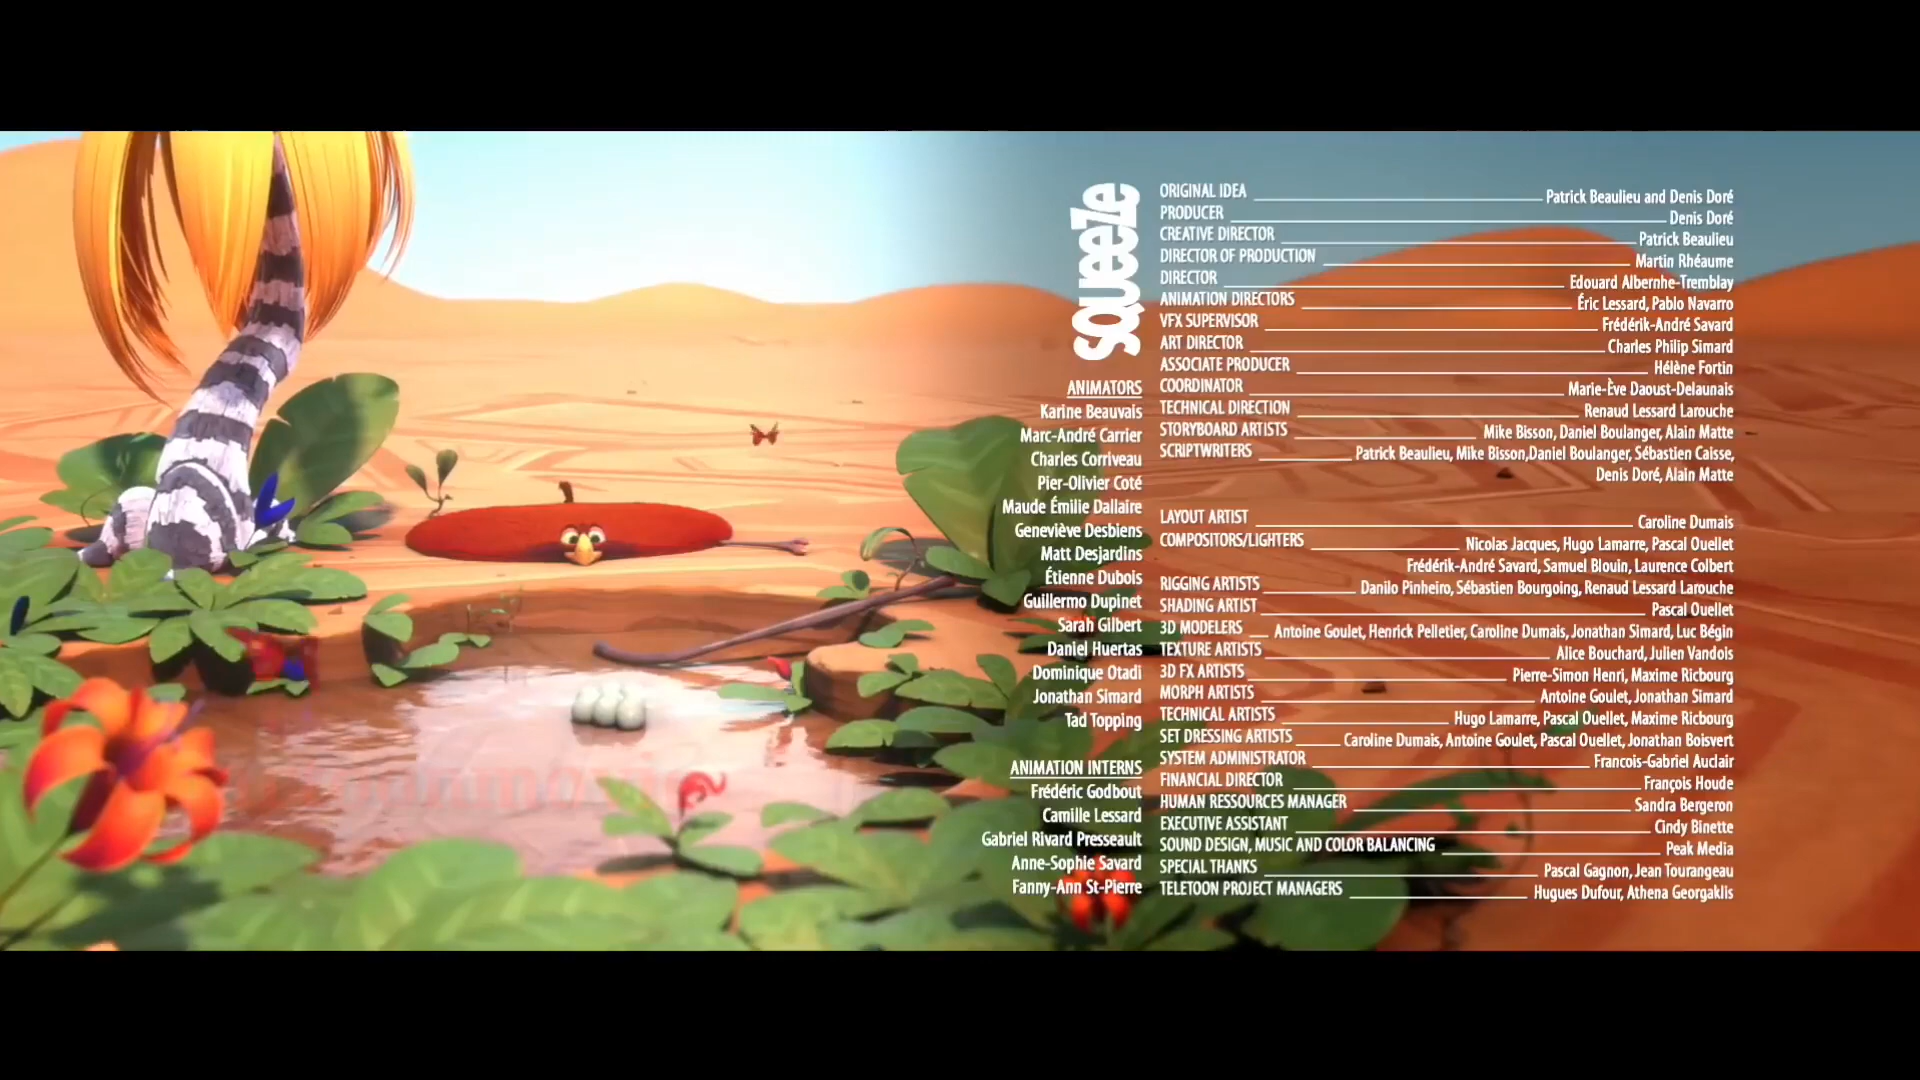 squeeze
ANIMATORS
Karine Beauvais
Marc-André Carrier
Charles Corriveau
Pier-Olivier Coté
Maude Émilie Dallaire
Geneviève Desbiens
Matt Desjardins
Étienne Dubois
Guillermo Dupinet
Sarah Gilbert
Daniel Huertas
Dominique Otadi
Jonathan Simard
Tad Topping
ANIMATION INTERNS
Frédéric Godbout
Camille Lessard
Gabriel Rivard Presseault
Anne-Sophie Savard
Fanny-Ann St-Pierre
ORIGINAL IDEA Patrick Beaulieu and Denis Doré
PRODUCER Denis Doré
CREATIVE DIRECTOR Patrick Beaulieu
DIRECTOR OF PRODUCTION Martin Rhéaume
DIRECTOR Edouard Albernhe-Tremblay
ANIMATION DIRECTORS Éric Lessard, Pablo Navarro
VFX SUPERVISOR Frédérik-André Savard
ART DIRECTOR Charles Philip Simard
ASSOCIATE PRODUCER Hélène Fortin
COORDINATOR Marie-Ève Daoust-Delaunais
TECHNICAL DIRECTION Renaud Lessard Larouche
STORYBOARD ARTISTS Mike Bisson, Daniel Boulanger, Alain Matte
SCRIPTWRITERS Patrick Beaulieu, Mike Bisson,Daniel Boulanger, Sébastien Caisse,
Denis Doré, Alain Matte
LAYOUT ARTIST Caroline Dumais
COMPOSITORS/LIGHTERS Nicolas Jacques, Hugo Lamarre, Pascal Ouellet
Frédérik-André Savard, Samuel Blouin, Laurence Colbert
RIGGING ARTISTS Danilo Pinheiro, Sébastien Bourgoing, Renaud Lessard Larouche
SHADING ARTIST Pascal Ouellet
3D MODELERS Antoine Goulet, Henrick Pelletier, Caroline Dumais, Jonathan Simard, Luc Bégin
TEXTURE ARTISTS Alice Bouchard, Julien Vandois
3D FX ARTISTS Pierre-Simon Henri, Maxime Ricbourg
MORPH ARTISTS Antoine Goulet, Jonathan Simard
TECHNICAL ARTISTS Hugo Lamarre, Pascal Ouellet, Maxime Ricbourg
SET DRESSING ARTISTS Caroline Dumais, Antoine Goulet, Pascal Ouellet, Jonathan Boisvert
SYSTEM ADMINISTRATOR Francois-Gabriel Auclair
FINANCIAL DIRECTOR François Houde
HUMAN RESSOURCES MANAGER Sandra Bergeron
EXECUTIVE ASSISTANT Cindy Binette
SOUND DESIGN, MUSIC AND COLOR BALANCING Peak Media
SPECIAL THANKS Pascal Gagnon, Jean Tourangeau
TELETOON PROJECT MANAGERS Hugues Dufour, Athena Georgaklis